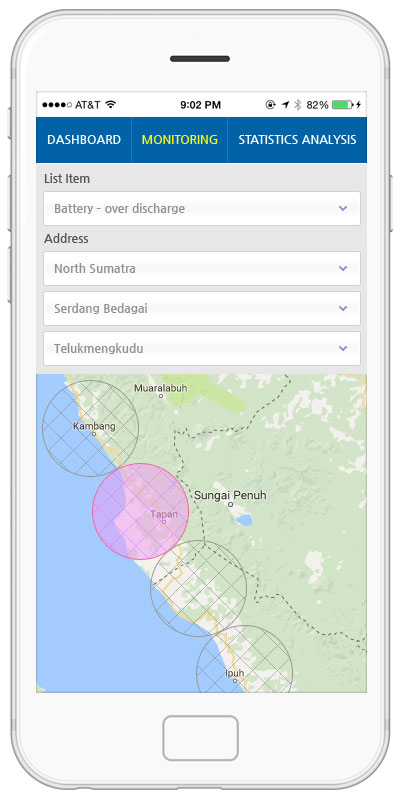 AT&T 9:02 PM 82%
DASHBOARD MONITORING STATISTICS ANALYSIS
List Item
Battery - over discharge
Address
North Sumatra
Serdang Bedagai
Telukmengkudu
Muaralabuh
Kambang
Sungai Penuh
Tapan
Ipuh